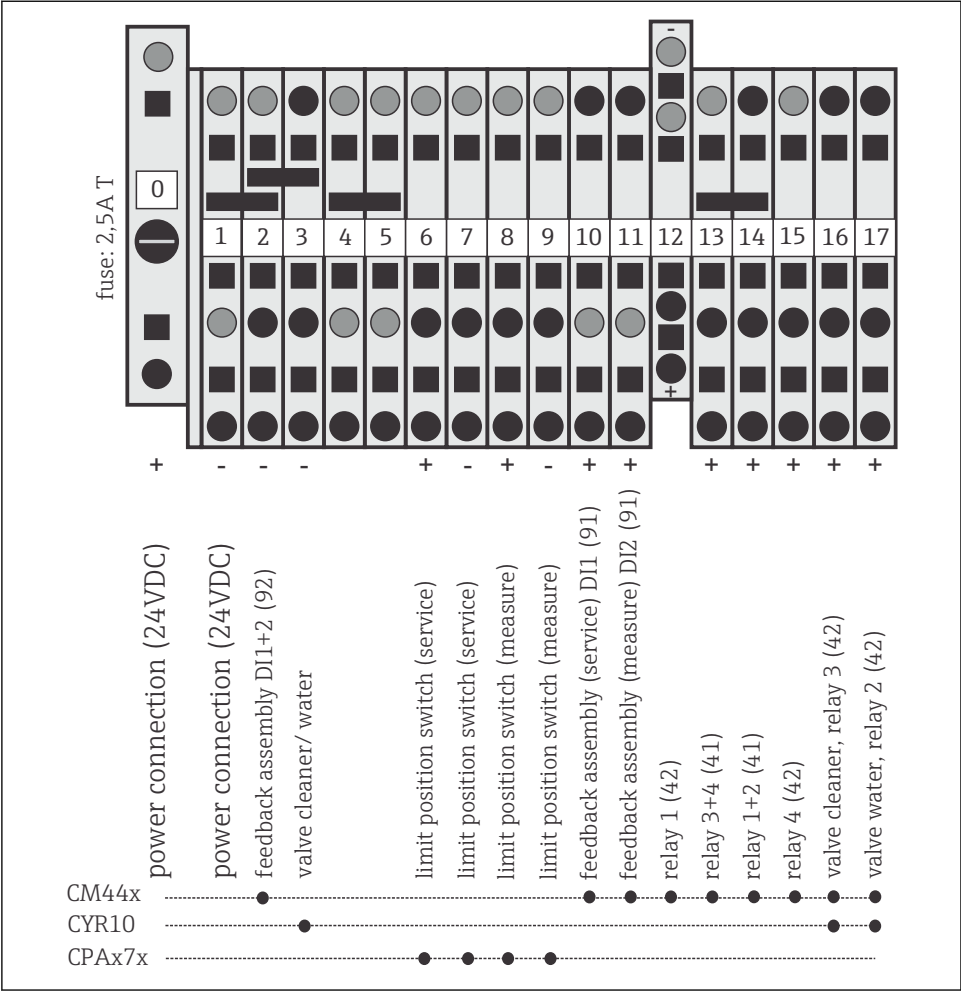 -
0
fuse: 2,5A T
1 2 3 4 5 6 7 8 9 10 11 12 13 14 15 16 17
+
+ - - - + - + - + + + + + + +
power connection (24VDC)
power connection (24VDC)
feedback assembly DI1+2 (92)
valve cleaner/ water
limit position switch (service)
limit position switch (service)
limit position switch (measure)
limit position switch (measure)
feedback assembly (service) DI1 (91)
feedback assembly (measure) DI2 (91)
relay 1 (42)
relay 3+4 (41)
relay 1+2 (41)
relay 4 (42)
valve cleaner, relay 3 (42)
valve water, relay 2 (42)
CM44x
CYR10
CPAx7x